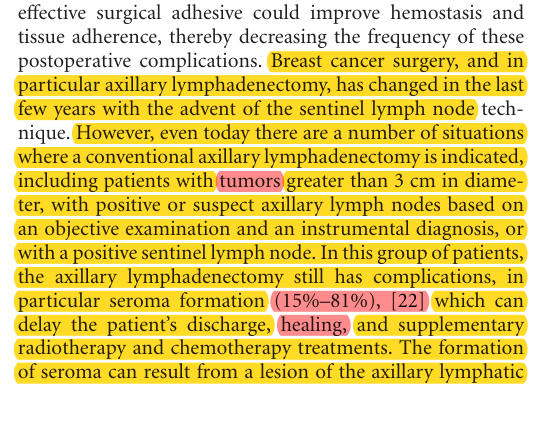 effective surgical adhesive could improve hemostasis and
tissue adherence, thereby decreasing the frequency of these
postoperative complications. Breast cancer surgery, and in
particular axillary lymphadenectomy, has changed in the last
few years with the advent of the sentinel lymph node tech-
nique. However, even today there are a number of situations
where a conventional axillary lymphadenectomy is indicated,
including patients with tumors greater than 3 cm in diame-
ter, with positive or suspect axillary lymph nodes based on
an objective examination and an instrumental diagnosis, or
with a positive sentinel lymph node. In this group of patients,
the axillary lymphadenectomy still has complications, in
particular seroma formation (15%–81%), [22] which can
delay the patient's discharge, healing, and supplementary
radiotherapy and chemotherapy treatments. The formation
of seroma can result from a lesion of the axillary lymphatic